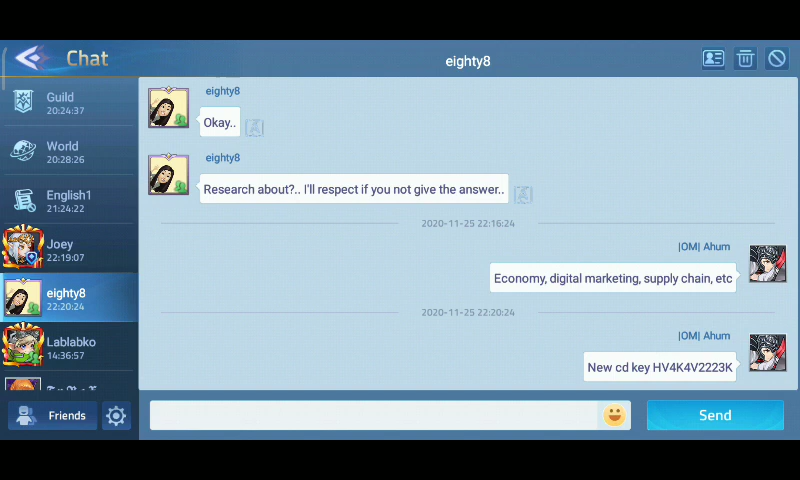 Chat
eighty8
Guild
20:24:37
World
20:28:26
English1
21:24:22
Joey
22:19:07
eighty8
22:20:24
Lablabko
14:36:57
Friends
eighty8
Okay..
eighty8
Research about?.. I'll respect if you not give the answer..
2020-11-25 22:16:24
|OM| Ahum
Economy, digital marketing, supply chain, etc
2020-11-25 22:20:24
|OM| Ahum
New cd key HV4K4V2223K
Send